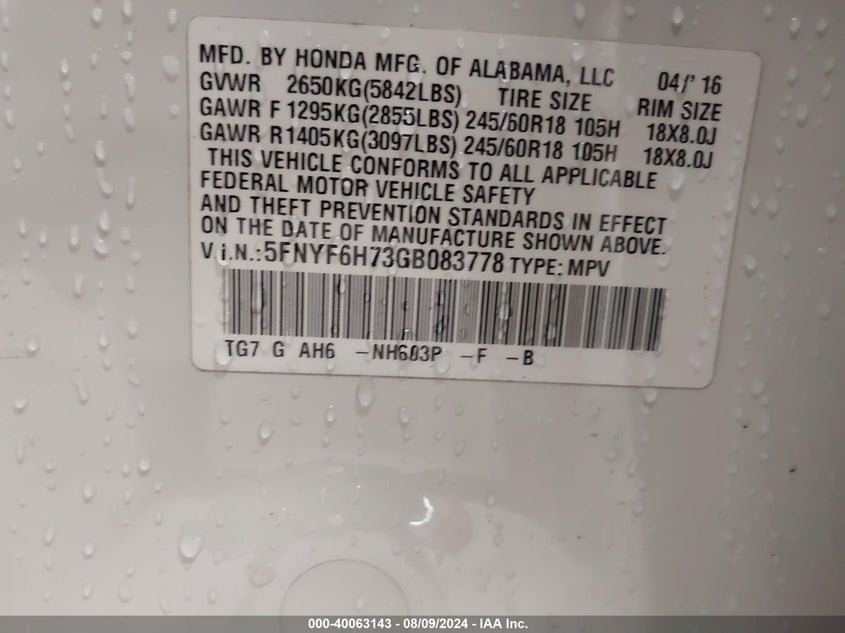 MFD. BY HONDA MFG. OF ALABAMA, LLC 04/'16
GVWR 2650KG(5842LBS) TIRE SIZE RIM SIZE
GAWR F 1295KG(2855LBS) 245/60R18 105H 18X8.0J
GAWR R1405KG(3097LBS) 245/60R18 105H 18X8.0J
THIS VEHICLE CONFORMS TO ALL APPLICABLE
FEDERAL MOTOR VEHICLE SAFETY
AND THEFT PREVENTION STANDARDS IN EFFECT
ON THE DATE OF MANUFACTURE SHOWN ABOVE.
V.I.N.:5FNYF6H73GB083778 TYPE: MPV
TG7 G AH6 -NH603P -F -B
000-40063143 - 08/09/2024 - IAA Inc.